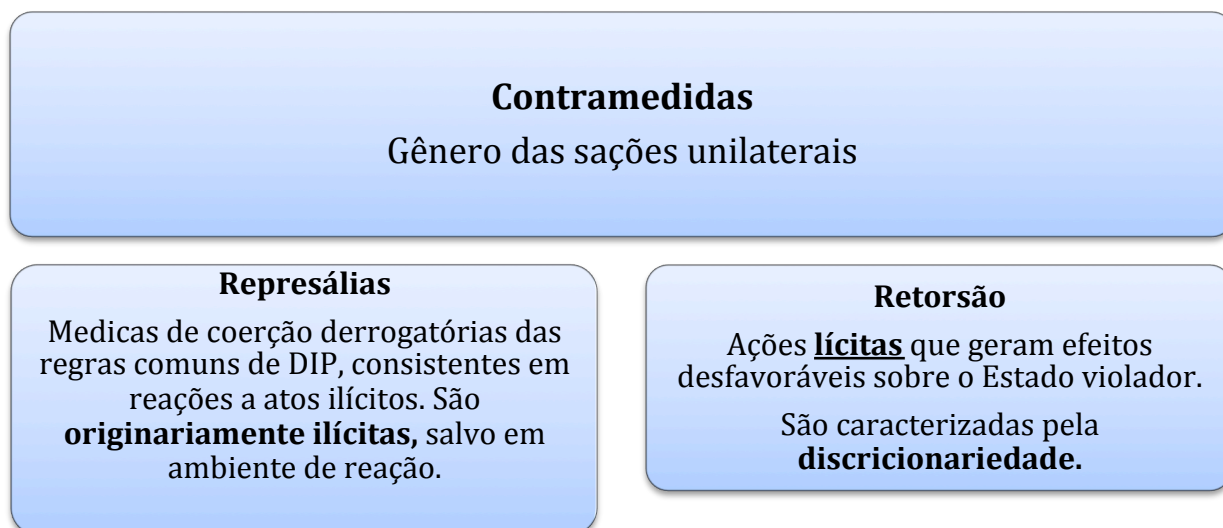 Contramedidas
Gênero das sações unilaterais
Represálias
Medicas de coerção derrogatórias das
regras comuns de DIP, consistentes em
reações a atos ilícitos. São
originariamente ilícitas, salvo em
ambiente de reação.
Retorsão
Ações lícitas que geram efeitos
desfavoráveis sobre o Estado violador.
São caracterizadas pela
discricionariedade.